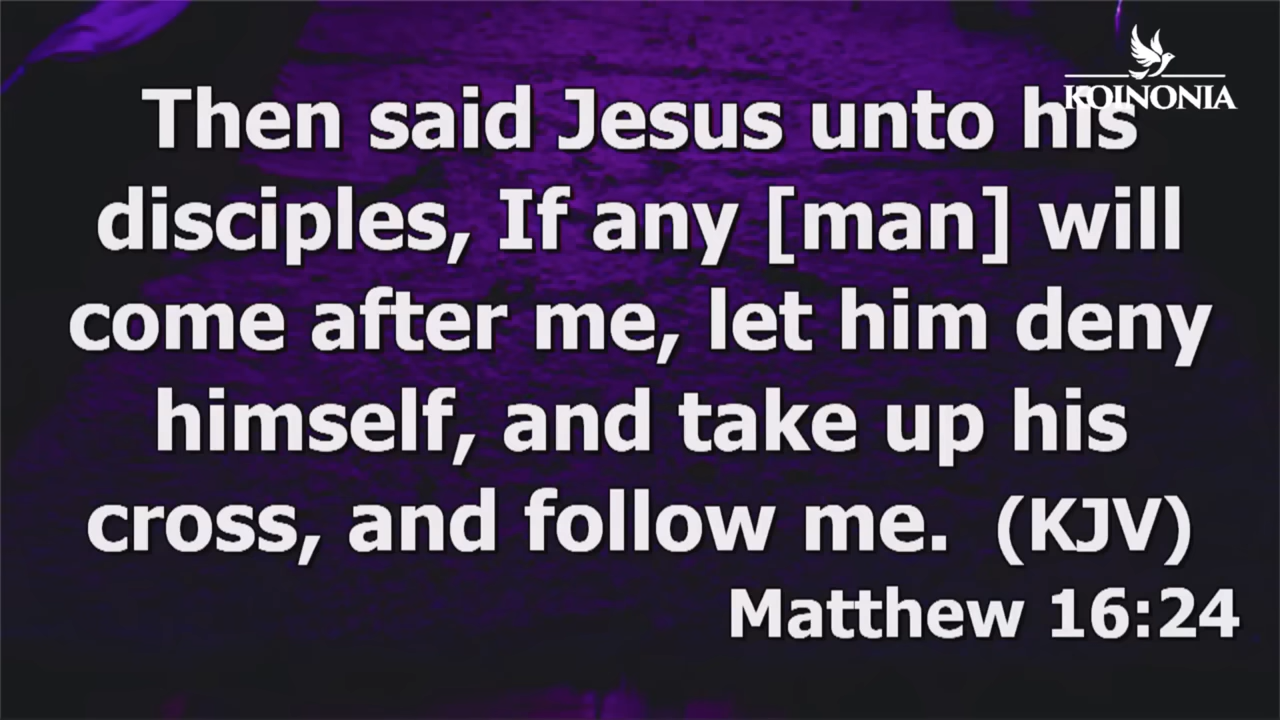 KOINONIA
Then said Jesus unto his
disciples, If any [man] will
come after me, let him deny
himself, and take up his
cross, and follow me. (KJV)
Matthew 16:24